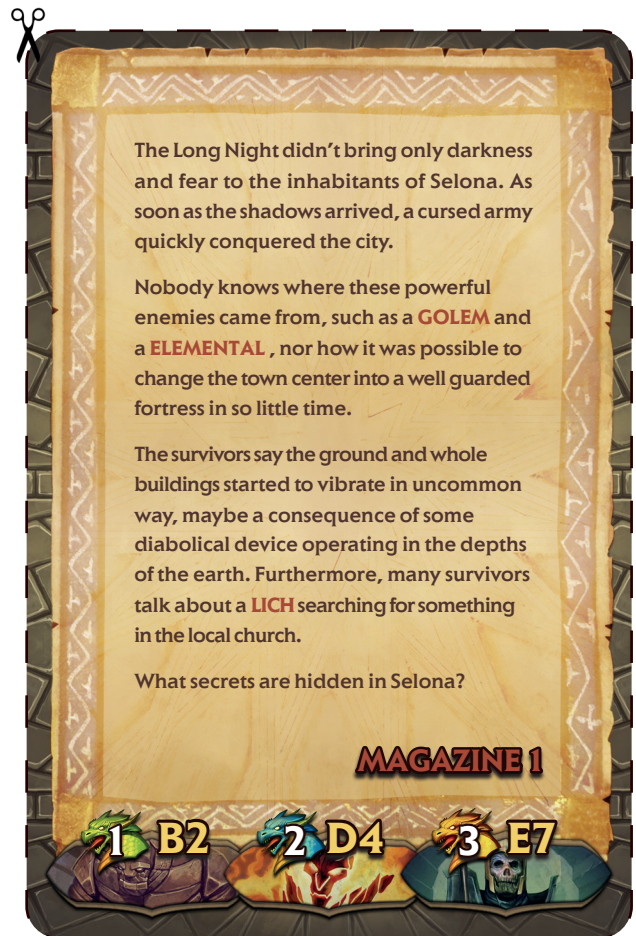 The Long Night didn't bring only darkness
and fear to the inhabitants of Selona. As
soon as the shadows arrived, a cursed army
quickly conquered the city.
Nobody knows where these powerful
enemies came from, such as a GOLEM and
a ELEMENTAL , nor how it was possible to
change the town center into a well guarded
fortress in so little time.
The survivors say the ground and whole
buildings started to vibrate in uncommon
way, maybe a consequence of some
diabolical device operating in the depths
of the earth. Furthermore, many survivors
talk about a LICH searching for something
in the local church.
What secrets are hidden in Selona?
MAGAZINE 1
1 B2 2 D4 3 E7